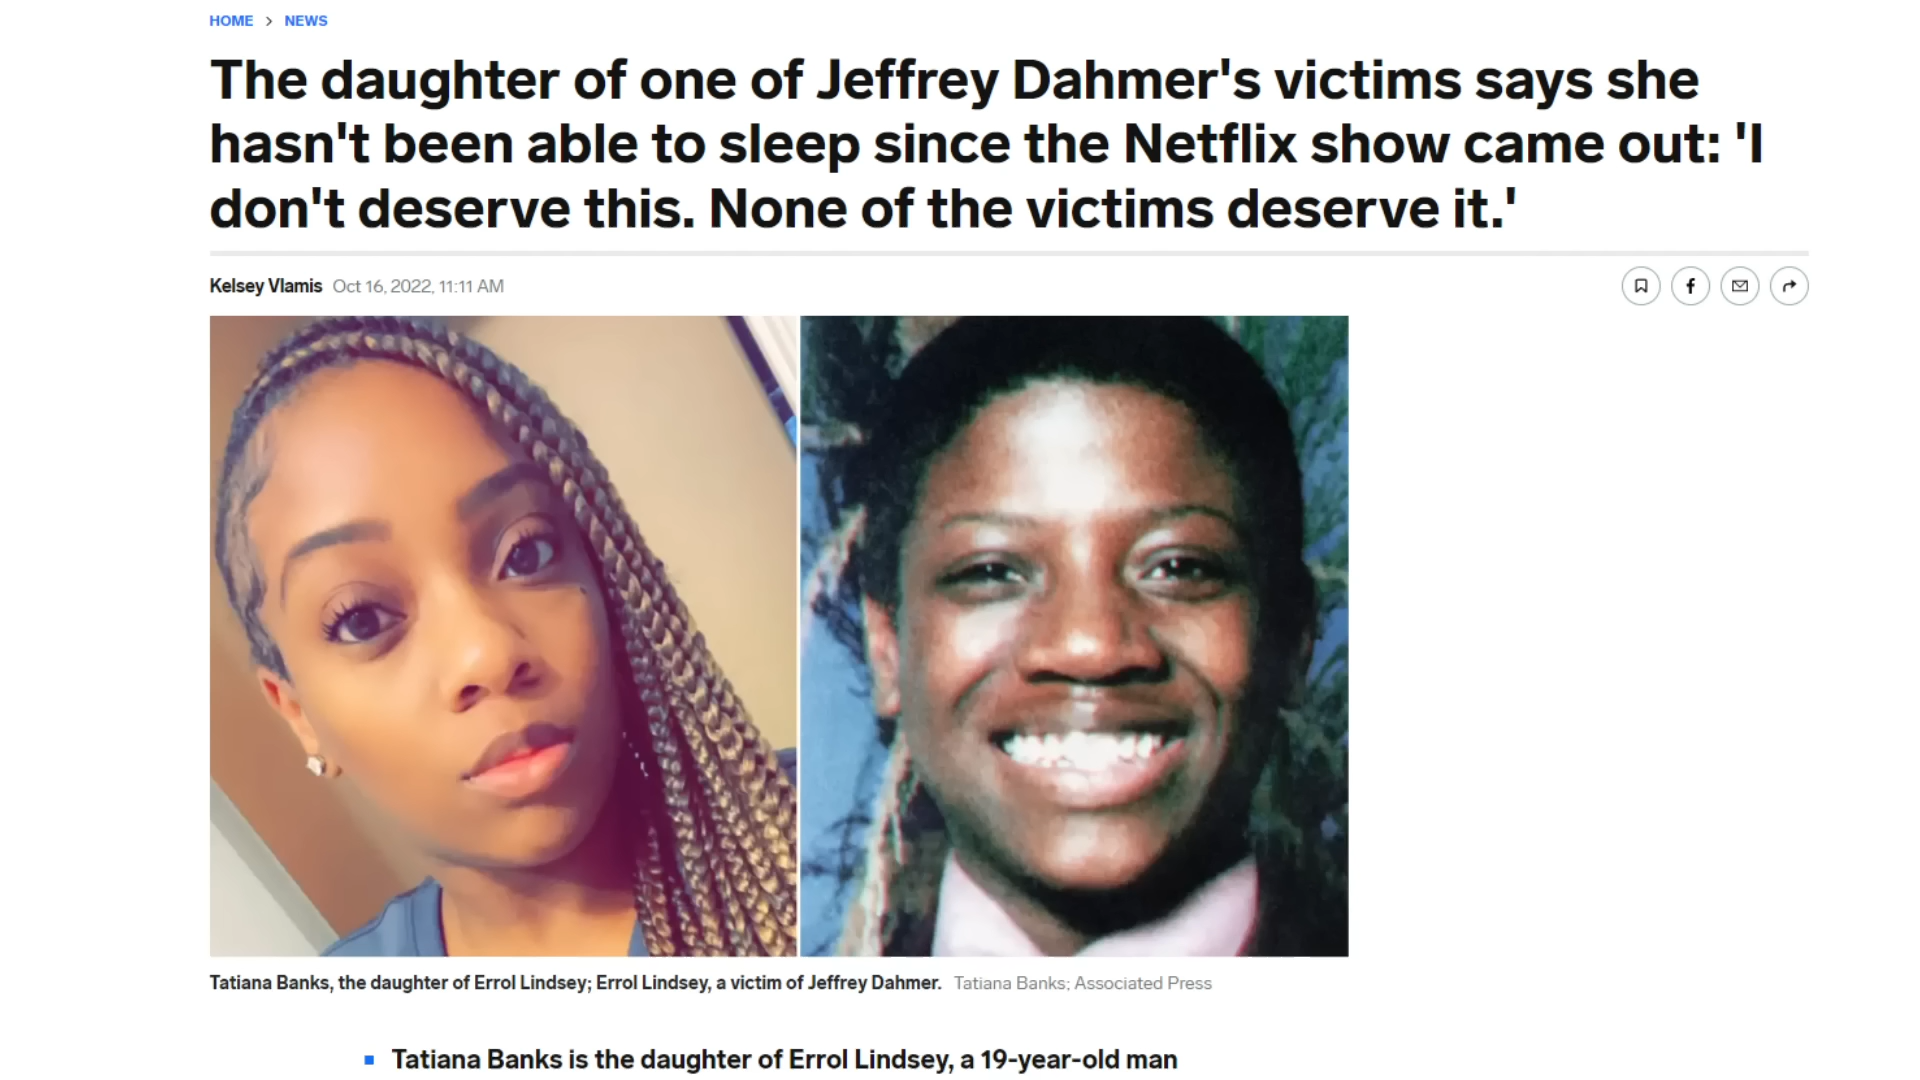 HOME > NEWS
The daughter of one of Jeffrey Dahmer's victims says she
hasn't been able to sleep since the Netflix show came out: 'I
don't deserve this. None of the victims deserve it.'
Kelsey Vlamis Oct 16, 2022, 11:11 AM
Tatiana Banks, the daughter of Errol Lindsey; Errol Lindsey, a victim of Jeffrey Dahmer. Tatiana Banks; Associated Press
Tatiana Banks is the daughter of Errol Lindsey, a 19-year-old man